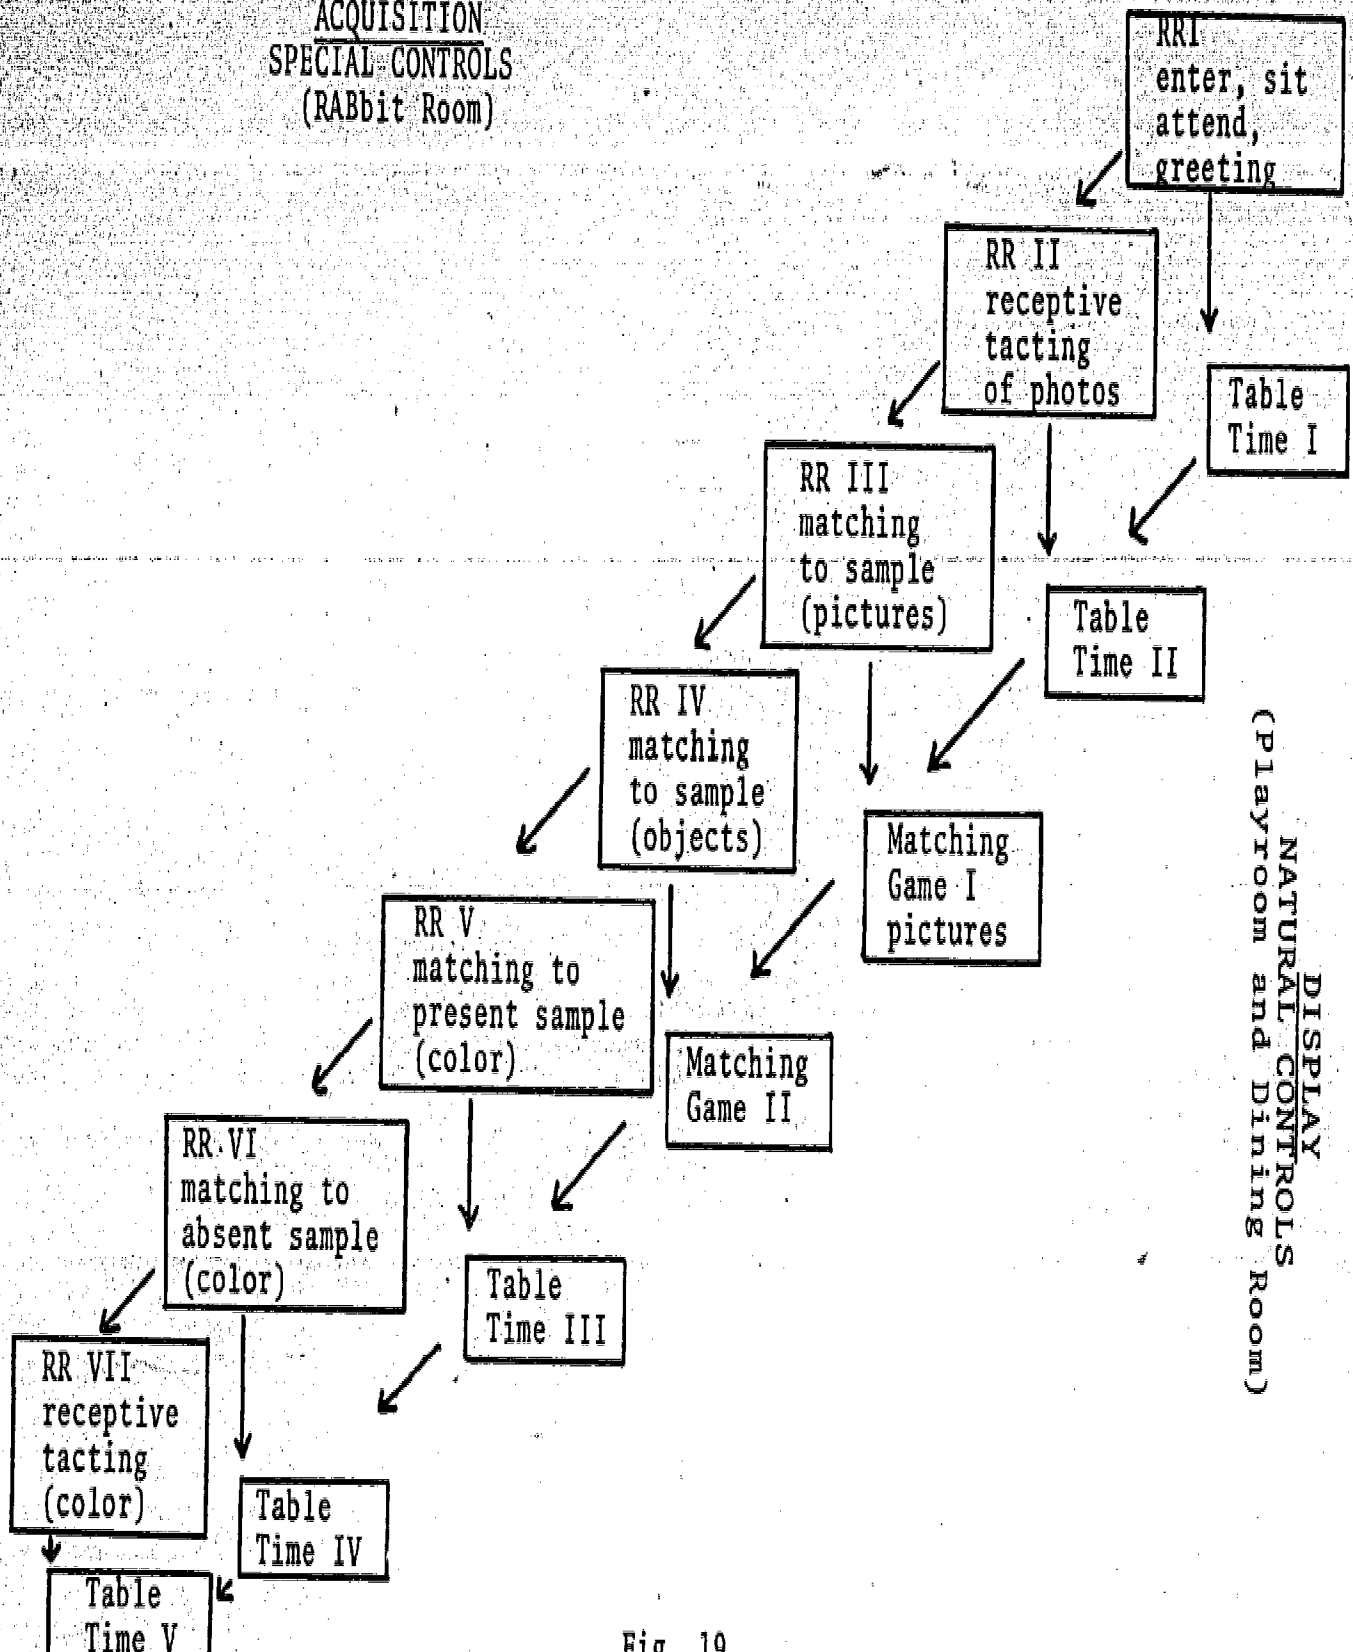 ACQUISITION
SPECIAL CONTROLS
(RABbit Room)
RRI
enter, sit
attend,
greeting
RR II
receptive
tacting
of photos
Table
Time I
RR III
matching
to sample
(pictures)
Table
Time II
RR IV
matching
to sample
(objects)
Matching
Game I
pictures
RR V
matching to
present sample
(color)
Matching
Game II
RR VI
matching to
absent sample
(color)
Table
Time III
RR VII
receptive
tacting
(color)
Table
Time IV
Table
Time V
DISPLAY
NATURAL CONTROLS
(Playroom and Dining Room)
Fig. 19